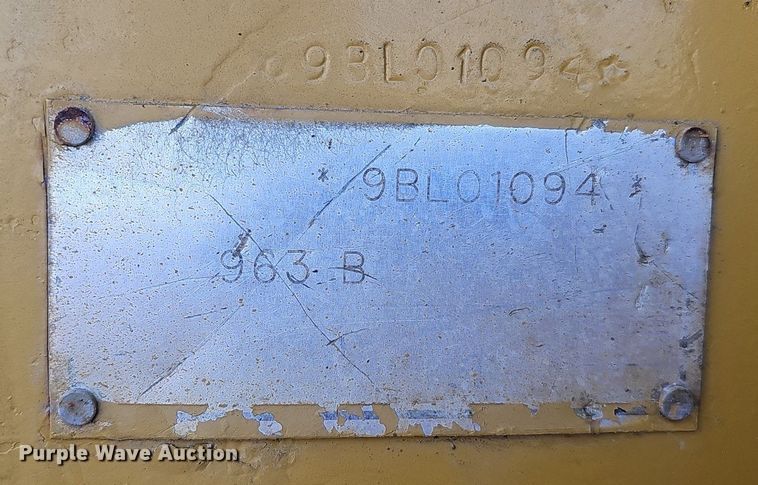 ☆9BL01094☆
* 9BL01094 *
963 B
Purple Wave Auction